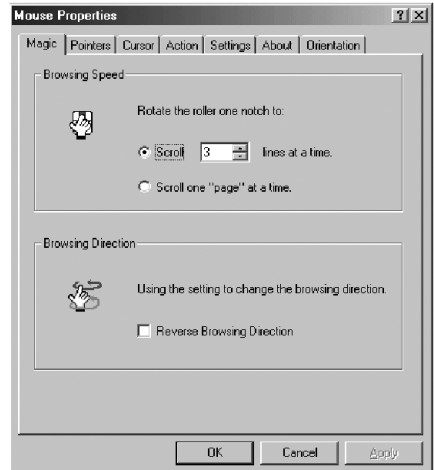 Mouse Properties
Magic Pointers Cursor Action Settings About Orientation
Browsing Speed
Rotate the roller one notch to:
Scroll 3 lines at a time.
Scroll one "page" at a time.
Browsing Direction
Using the setting to change the browsing direction.
Reverse Browsing Direction
OK Cancel Apply